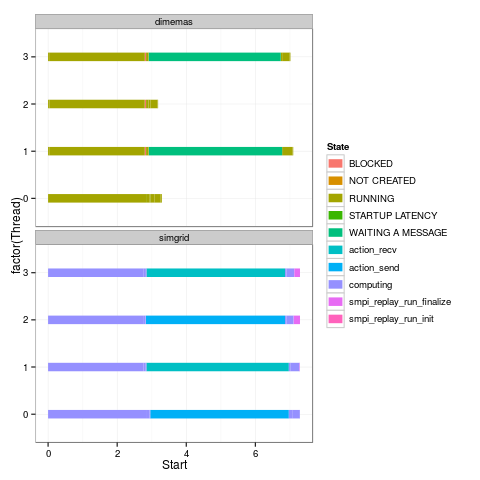 dimemas
3
2
1
0
factor(Thread)
simgrid
3
2
1
0
0 2 4 6
Start
State
BLOCKED
NOT CREATED
RUNNING
STARTUP LATENCY
WAITING A MESSAGE
action_recv
action_send
computing
smpi_replay_run_finalize
smpi_replay_run_init